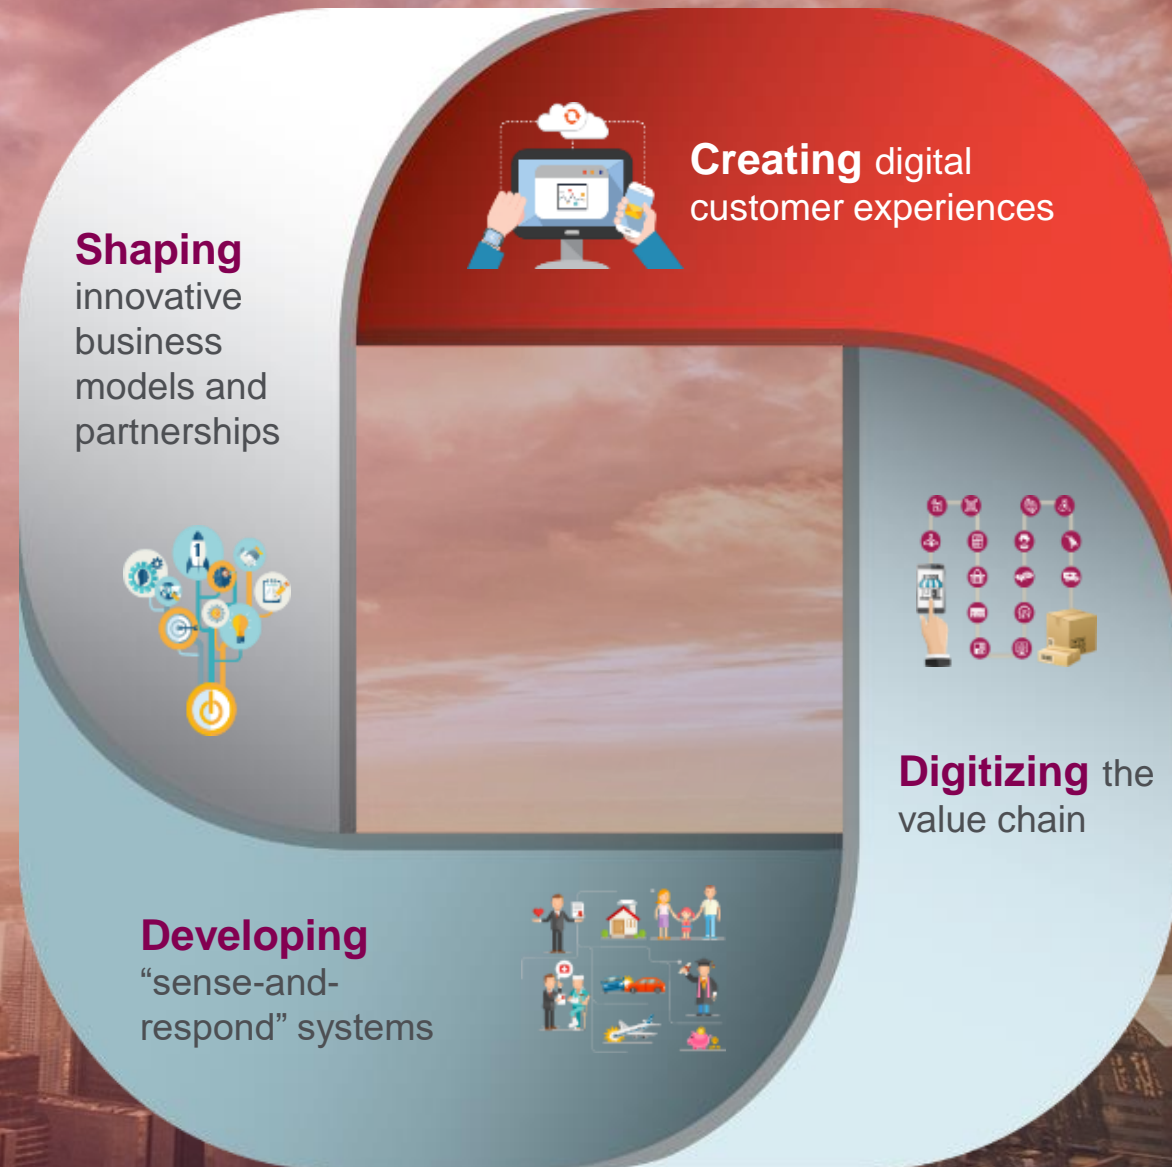 Creating digital
customer experiences
Shaping
innovative
business
models and
partnerships
1
Digitizing the
value chain
Developing
“sense-and-
respond” systems